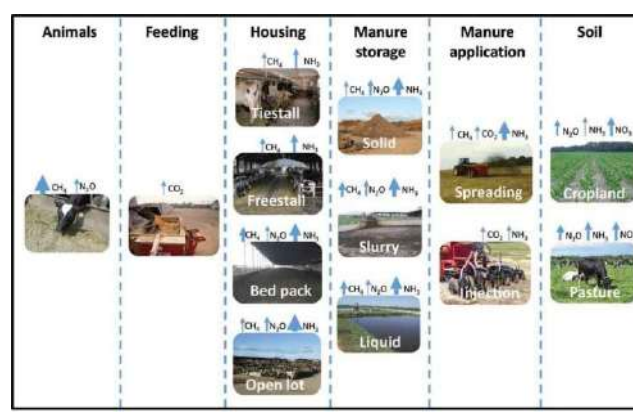 Animals
Feeding
Housing
Manure
storage
Manure
application
Soil
CH₄ N₂O
CO₂
CH₄ NH₃
Tiestall
CH₄ NH₃
Freestall
CH₄ N₂O NH₃
Bed pack
CH₄ N₂O NH₃
Open lot
CH₄ N₂O NH₃
Solid
CH₄ N₂O NH₃
Slurry
CH₄ N₂O NH₃
Liquid
CH₄ CO₂ NH₃
Spreading
CO₂ NH₃
Injection
N₂O NH₃ NO₃
Cropland
N₂O NH₃ NO
Pasture